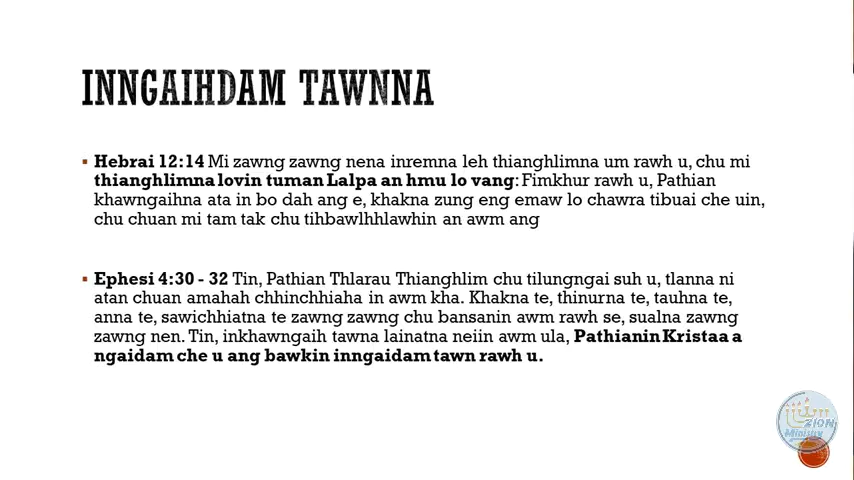 INNGAIHDAM TAWNNA
Hebrai 12:14 Mi zawng zawng nena inremna leh thianghlimna um rawh u, chu mi
thianghlimna lovin tuman Lalpa an hmu lo vang: Fimkhur rawh u, Pathian
khawngaihna ata in bo dah ang e, khakna zung eng emaw lo chawra tibuai che uin,
chu chuan mi tam tak chu tihbawlhhlawhin an awm ang
Ephesi 4:30 - 32 Tin, Pathian Thlarau Thianghlim chu tilungngai suh u, tlanna ni
atan chuan amahah chhinchhiaha in awm kha. Khakna te, thinurna te, tauhna te,
anna te, sawichhiatna te zawng zawng chu bansanin awm rawh se, sualna zawng
zawng nen. Tin, inkhawngaih tawna lainatna neiin awm ula, Pathianin Kristaa a
ngaidam che u ang bawkin inngaidam tawn rawh u.
ZION
Ministry